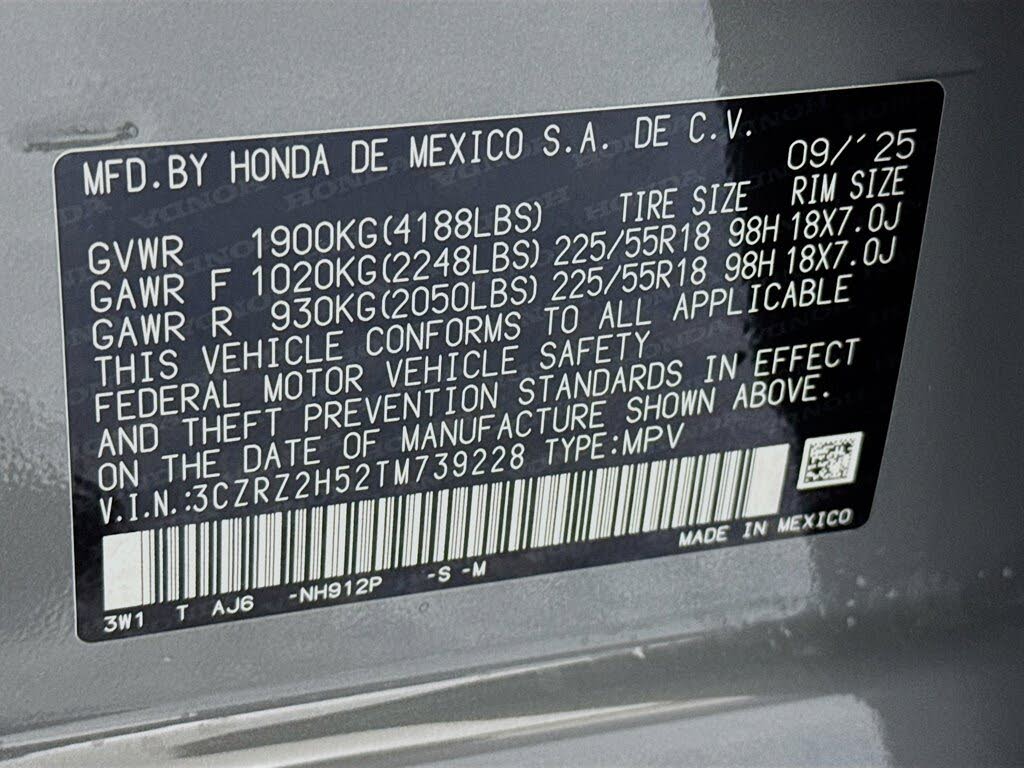 MFD.BY HONDA DE MEXICO S.A. DE C.V.
09/´25
TIRE SIZE RIM SIZE
GVWR 1900KG(4188LBS)
GAWR F 1020KG(2248LBS) 225/55R18 98H 18X7.0J
GAWR R 930KG(2050LBS) 225/55R18 98H 18X7.0J
THIS VEHICLE CONFORMS TO ALL APPLICABLE
FEDERAL MOTOR VEHICLE SAFETY
AND THEFT PREVENTION STANDARDS IN EFFECT
ON THE DATE OF MANUFACTURE SHOWN ABOVE.
V.I.N.:3CZRZ2H52TM739228 TYPE:MPV
MADE IN MEXICO
3W1 T AJ6 -NH912P -S -M